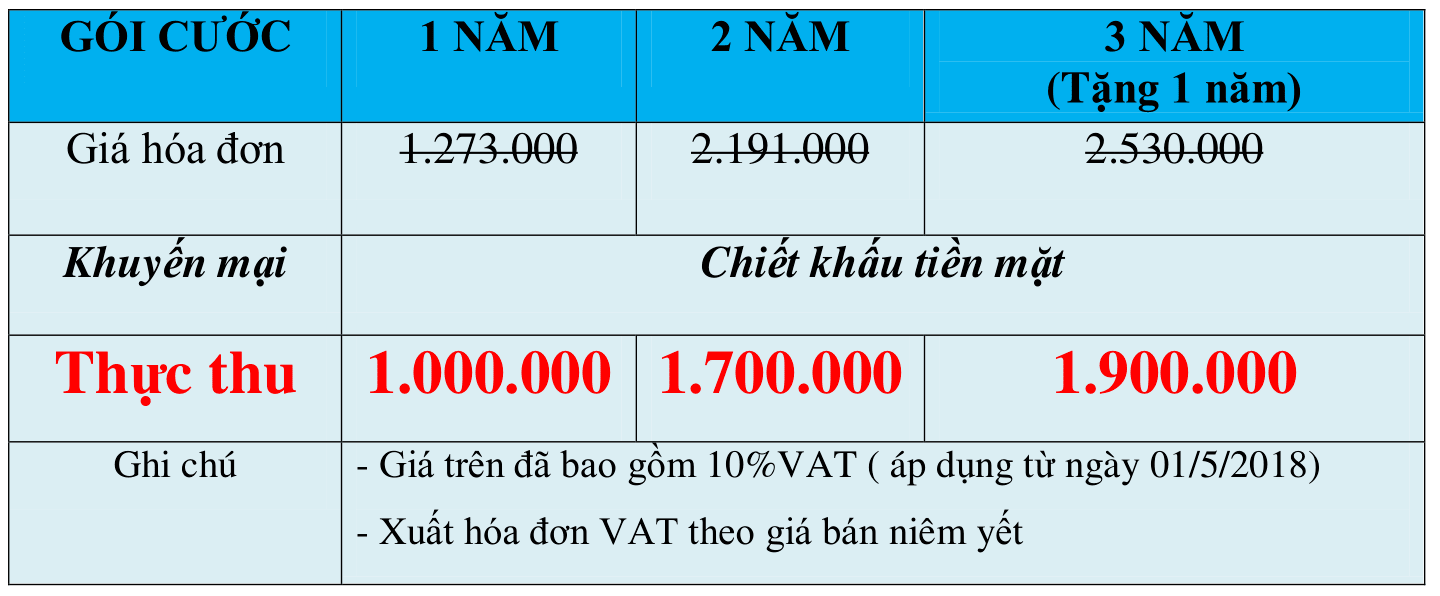 GÓI CƯỚC 1 NĂM 2 NĂM 3 NĂM
(Tặng 1 năm)
Giá hóa đơn 1.273.000 2.191.000 2.530.000
Khuyến mại Chiết khấu tiền mặt
Thực thu 1.000.000 1.700.000 1.900.000
Ghi chú - Giá trên đã bao gồm 10%VAT ( áp dụng từ ngày 01/5/2018)
- Xuất hóa đơn VAT theo giá bán niêm yết